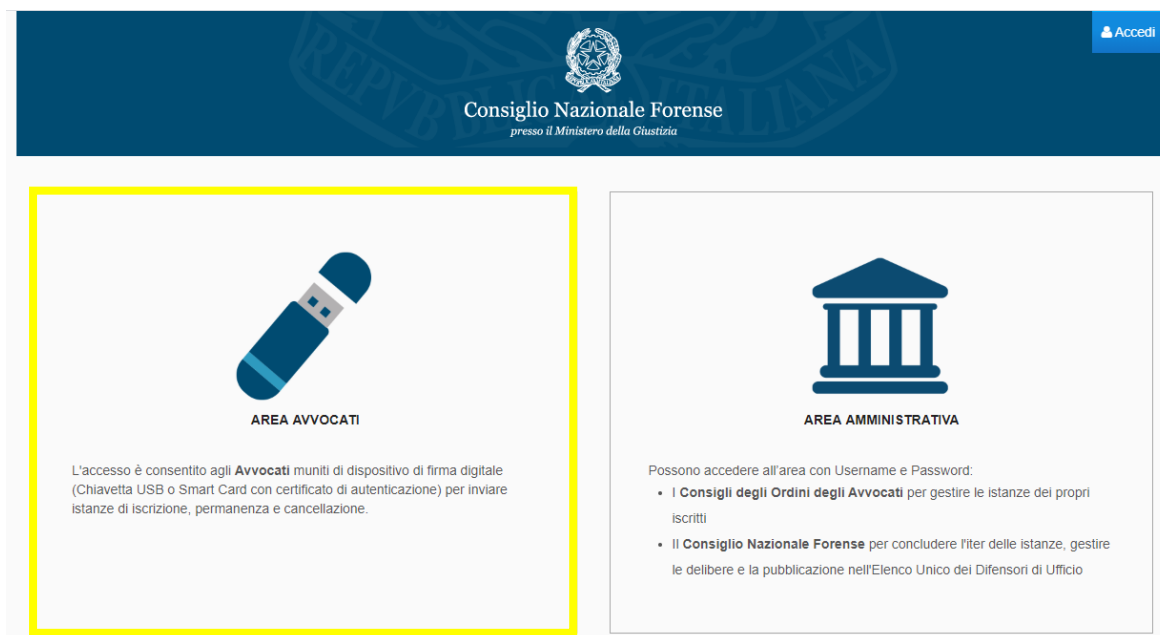 REPVBBLICA ITALIANA
Accedi
Consiglio Nazionale Forense
presso il Ministero della Giustizia
AREA AVVOCATI
L'accesso è consentito agli Avvocati muniti di dispositivo di firma digitale
(Chiavetta USB o Smart Card con certificato di autenticazione) per inviare
istanze di iscrizione, permanenza e cancellazione.
AREA AMMINISTRATIVA
Possono accedere all'area con Username e Password:
• I Consigli degli Ordini degli Avvocati per gestire le istanze dei propri
iscritti
• Il Consiglio Nazionale Forense per concludere l'iter delle istanze, gestire
le delibere e la pubblicazione nell'Elenco Unico dei Difensori di Ufficio